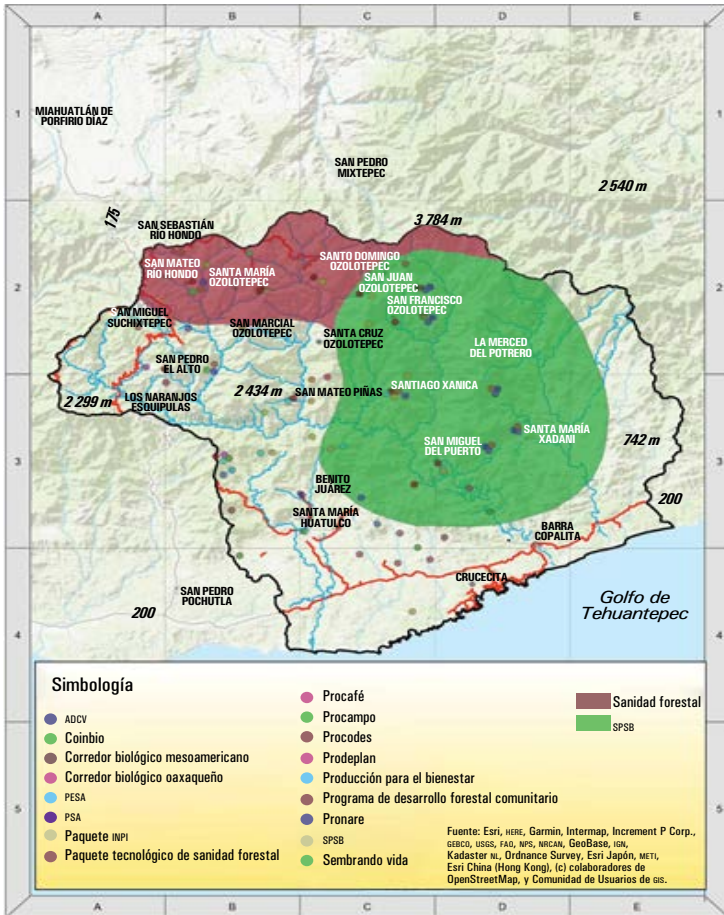 A B C D E
1
MIAHUATLÁN DE
PORFIRIO DÍAZ
SAN PEDRO
MIXTEPEC
2 540 m
1
175
3 784 m
SAN SEBASTIÁN
RÍO HONDO
SAN MATEO
RÍO HONDO
SANTA MARÍA
OZOLOTEPEC
SANTO DOMINGO
OZOLOTEPEC
SAN JUAN
OZOLOTEPEC
SAN FRANCISCO
OZOLOTEPEC
2
2
AN MIGUEL
SUCHIXTEPEC
SAN MARCIAL
OZOLOTEPEC
SANTA CRUZ
OZOLOTEPEC
LA MERCED
DEL POTRERO
SAN PEDRO
EL ALTO
2 299 m
LOS NARANJOS
ESQUIPULAS
2 434 m
SAN MATEO PIÑAS
SANTIAGO XANICA
SANTA MARÍA
XADANI
SAN MIGUEL
DEL PUERTO
742 m
3
3
BENITO
JUÁREZ
SANTA MARÍA
HUATULCO
200
BARRA
COPALITA
CRUCECITA
SAN PEDRO
POCHUTLA
200
Golfo de
Tehuantepec
4
4
Simbología
ADCV
Coinbio
Corredor biológico mesoamericano
Corredor biológico oaxaqueño
PESA
PSA
Paquete INPI
Paquete tecnológico de sanidad forestal
Procafé
Procampo
Procodes
Prodeplan
Producción para el bienestar
Programa de desarrollo forestal comunitario
Pronare
SPSB
Sembrando vida
Sanidad forestal
SPSB
Fuente: Esri, HERE, Garmin, Intermap, Increment P Corp.,
GEBCO, USGS, FAO, NPS, NRCAN, GeoBase, IGN,
Kadaster NL, Ordnance Survey, Esri Japón, METI,
Esri China (Hong Kong), (c) colaboradores de
OpenStreetMap, y Comunidad de Usuarios de GIS.
5
5
A B C D E